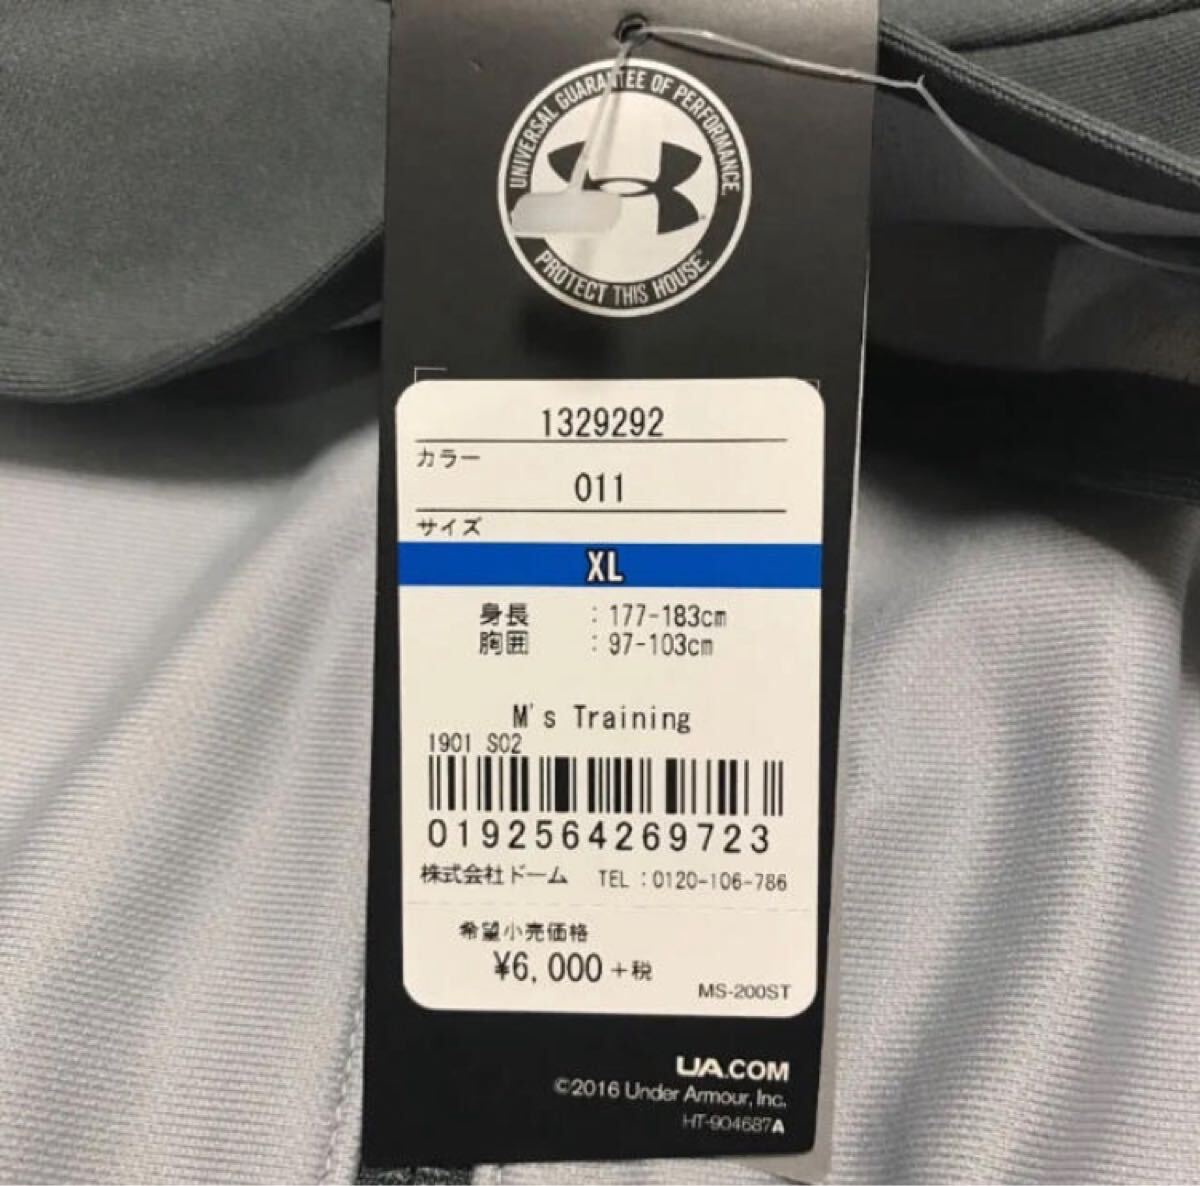 UNIVERSAL GUARANTEE OF PERFORMANCE.
PROTECT THIS HOUSE.
1329292
カラー
011
サイズ
XL
身長 : 177-183cm
胸囲 : 97-103cm
M's Training
1901 S02
0192564269723
株式会社ドーム TEL:0120-106-786
希望小売価格
¥6,000+税
MS-200ST
UA.COM
©2016 Under Armour, Inc.
HT-904687A